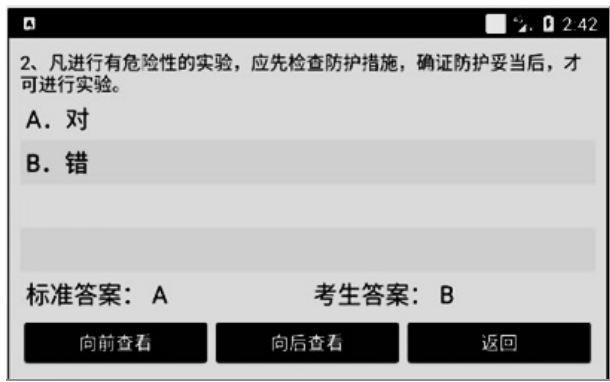 2:42
2、凡进行有危险性的实验，应先检查防护措施，确证防护妥当后，才
可进行实验。
A. 对
B. 错
标准答案： A 考生答案： B
向前查看 向后查看 返回